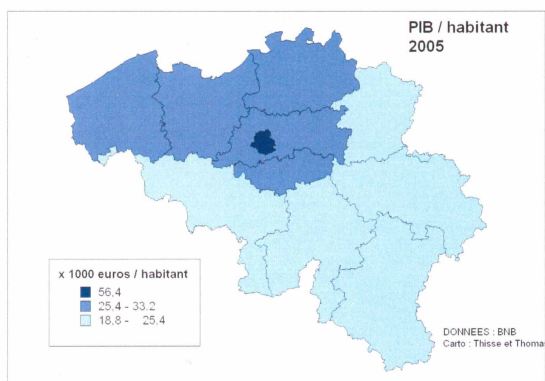 PIB / habitant
2005
x 1000 euros / habitant
56,4
25,4 - 33,2
18,8 - 25,4
DONNEES : BNB
Carto : Thisse et Thoma